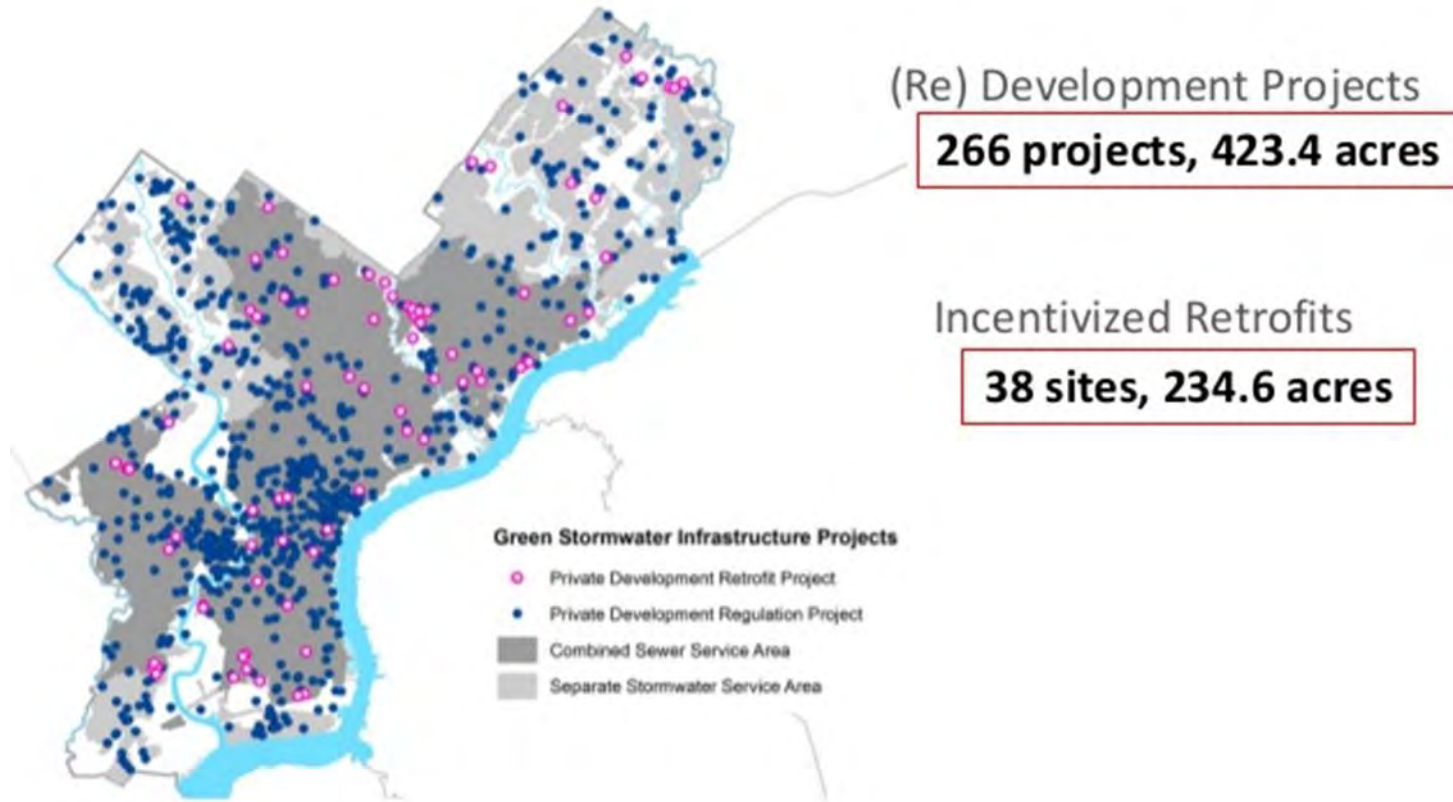 (Re) Development Projects
266 projects, 423.4 acres
Incentivized Retrofits
38 sites, 234.6 acres
Green Stormwater Infrastructure Projects
Private Development Retrofit Project
Private Development Regulation Project
Combined Sewer Service Area
Separate Stormwater Service Area